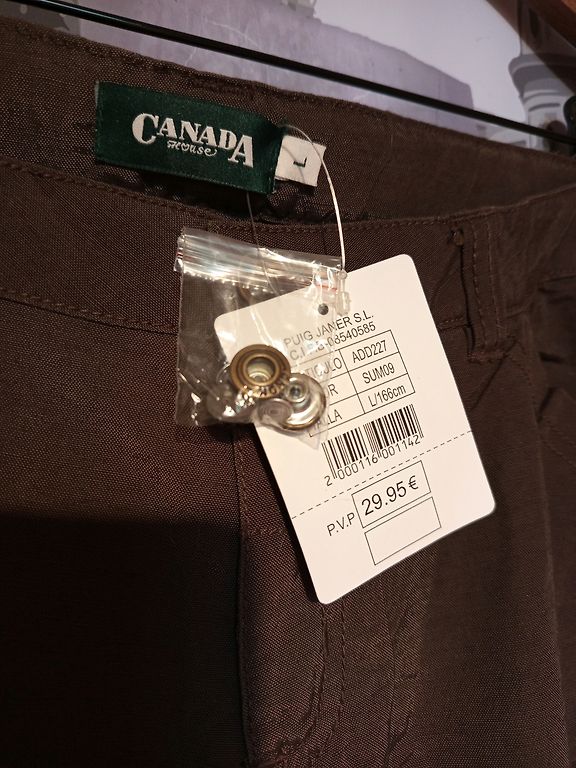 CANADA
House
L
PUIG JANER S.L.
ADD227
SUM09
L/166cm
2 000116 001142
P.V.P 29.95 €